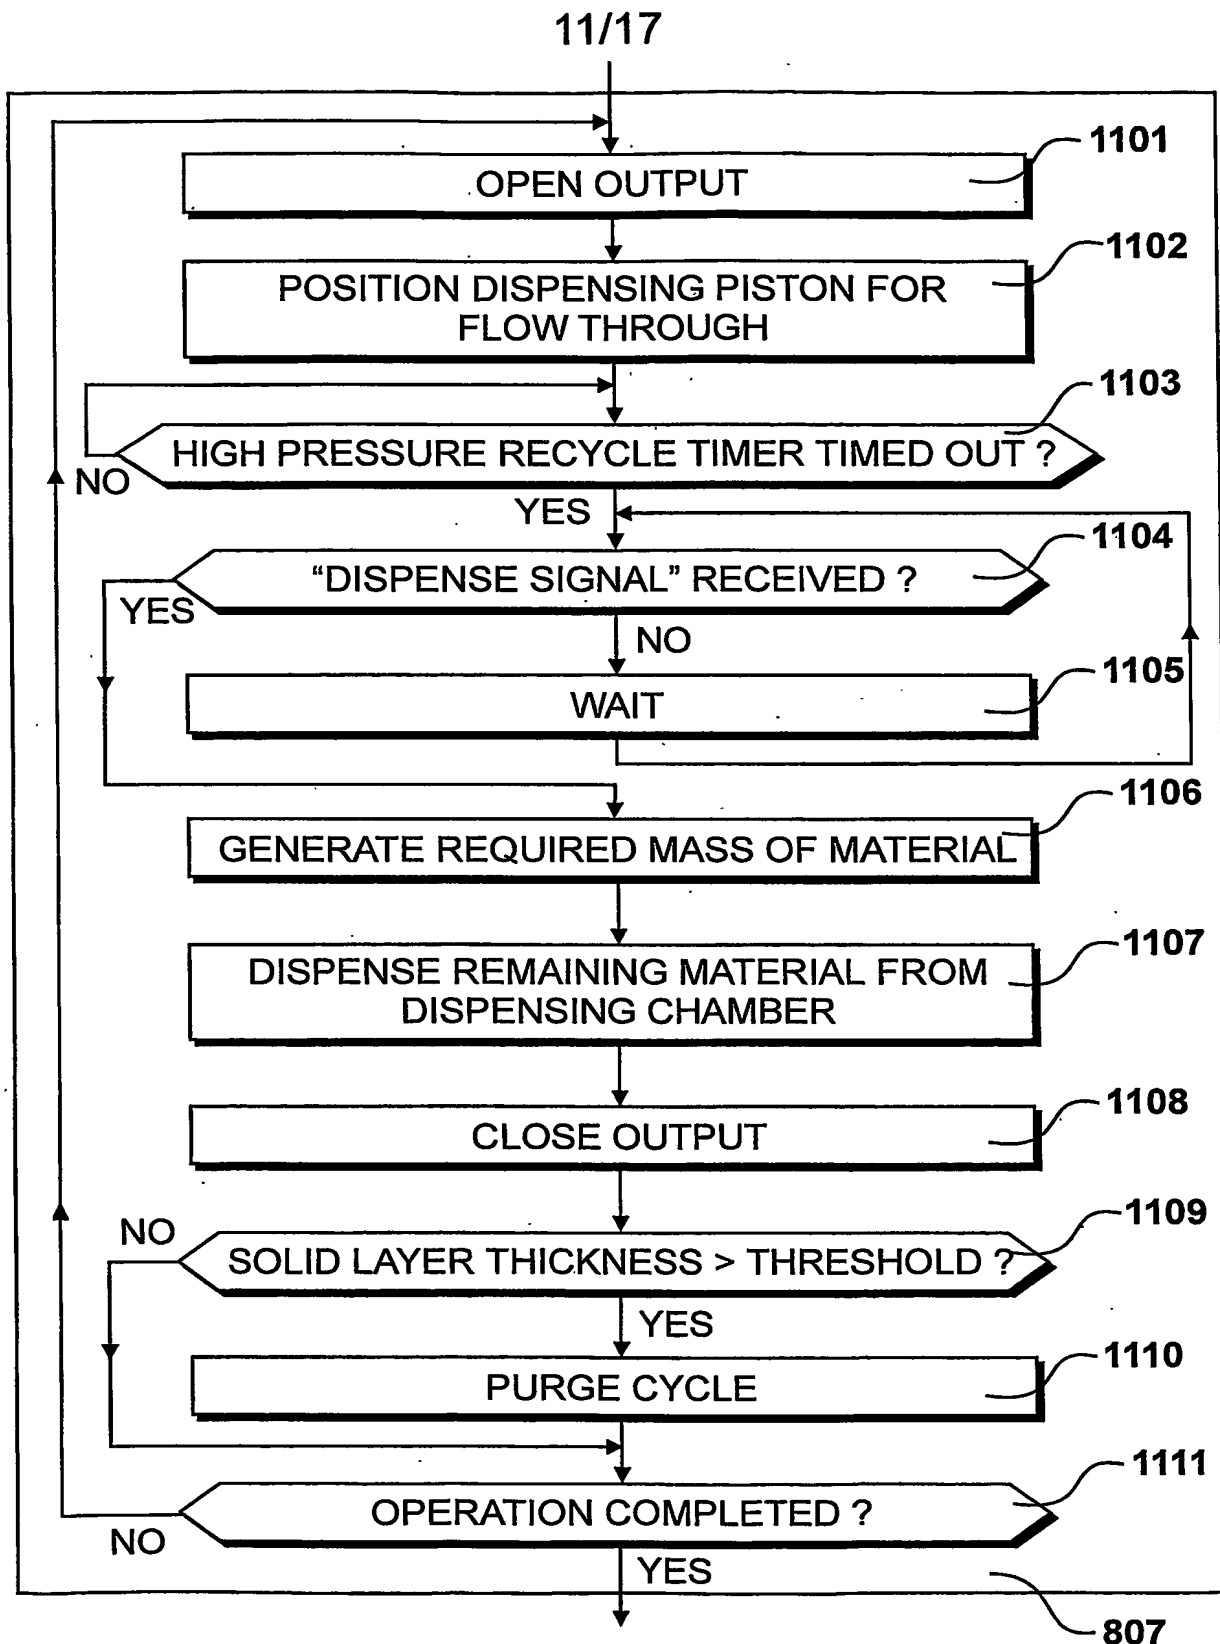 11/17
1101
OPEN OUTPUT
1102
POSITION DISPENSING PISTON FOR
FLOW THROUGH
1103
HIGH PRESSURE RECYCLE TIMER TIMED OUT ?
NO
YES
1104
“DISPENSE SIGNAL” RECEIVED ?
YES
NO
1105
WAIT
1106
GENERATE REQUIRED MASS OF MATERIAL
1107
DISPENSE REMAINING MATERIAL FROM
DISPENSING CHAMBER
1108
CLOSE OUTPUT
1109
NO
SOLID LAYER THICKNESS > THRESHOLD ?
YES
1110
PURGE CYCLE
1111
OPERATION COMPLETED ?
NO
YES
807